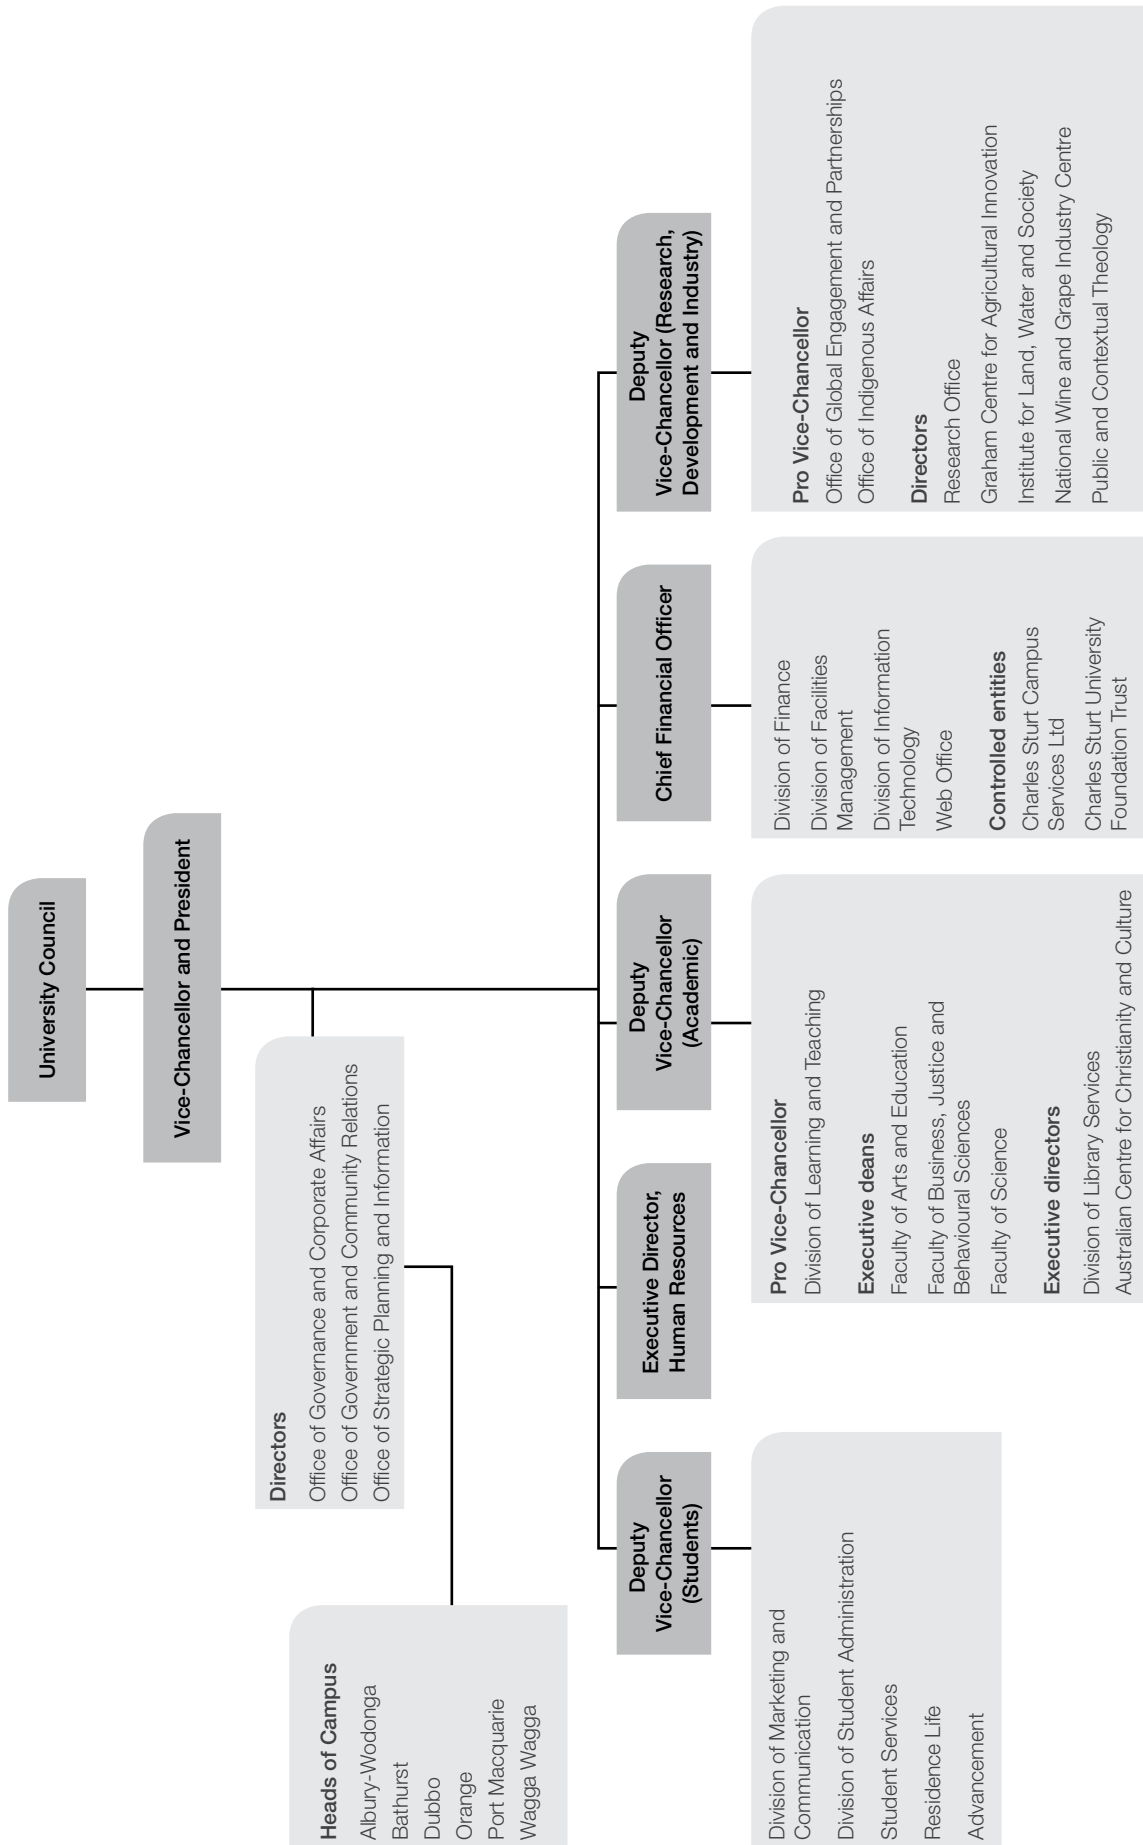 University Council
Vice-Chancellor and President
Directors
Office of Governance and Corporate Affairs
Office of Government and Community Relations
Office of Strategic Planning and Information
Heads of Campus
Albury-Wodonga
Bathurst
Dubbo
Orange
Port Macquarie
Wagga Wagga
Deputy
Vice-Chancellor
(Students)
Division of Marketing and
Communication
Division of Student Administration
Student Services
Residence Life
Advancement
Executive Director,
Human Resources
Deputy
Vice-Chancellor
(Academic)
Pro Vice-Chancellor
Division of Learning and Teaching
Executive deans
Faculty of Arts and Education
Faculty of Business, Justice and
Behavioural Sciences
Faculty of Science
Executive directors
Division of Library Services
Australian Centre for Christianity and Culture
Chief Financial Officer
Division of Finance
Division of Facilities
Management
Division of Information
Technology
Web Office
Controlled entities
Charles Sturt Campus
Services Ltd
Charles Sturt University
Foundation Trust
Deputy
Vice-Chancellor (Research,
Development and Industry)
Pro Vice-Chancellor
Office of Global Engagement and Partnerships
Office of Indigenous Affairs
Directors
Research Office
Graham Centre for Agricultural Innovation
Institute for Land, Water and Society
National Wine and Grape Industry Centre
Public and Contextual Theology